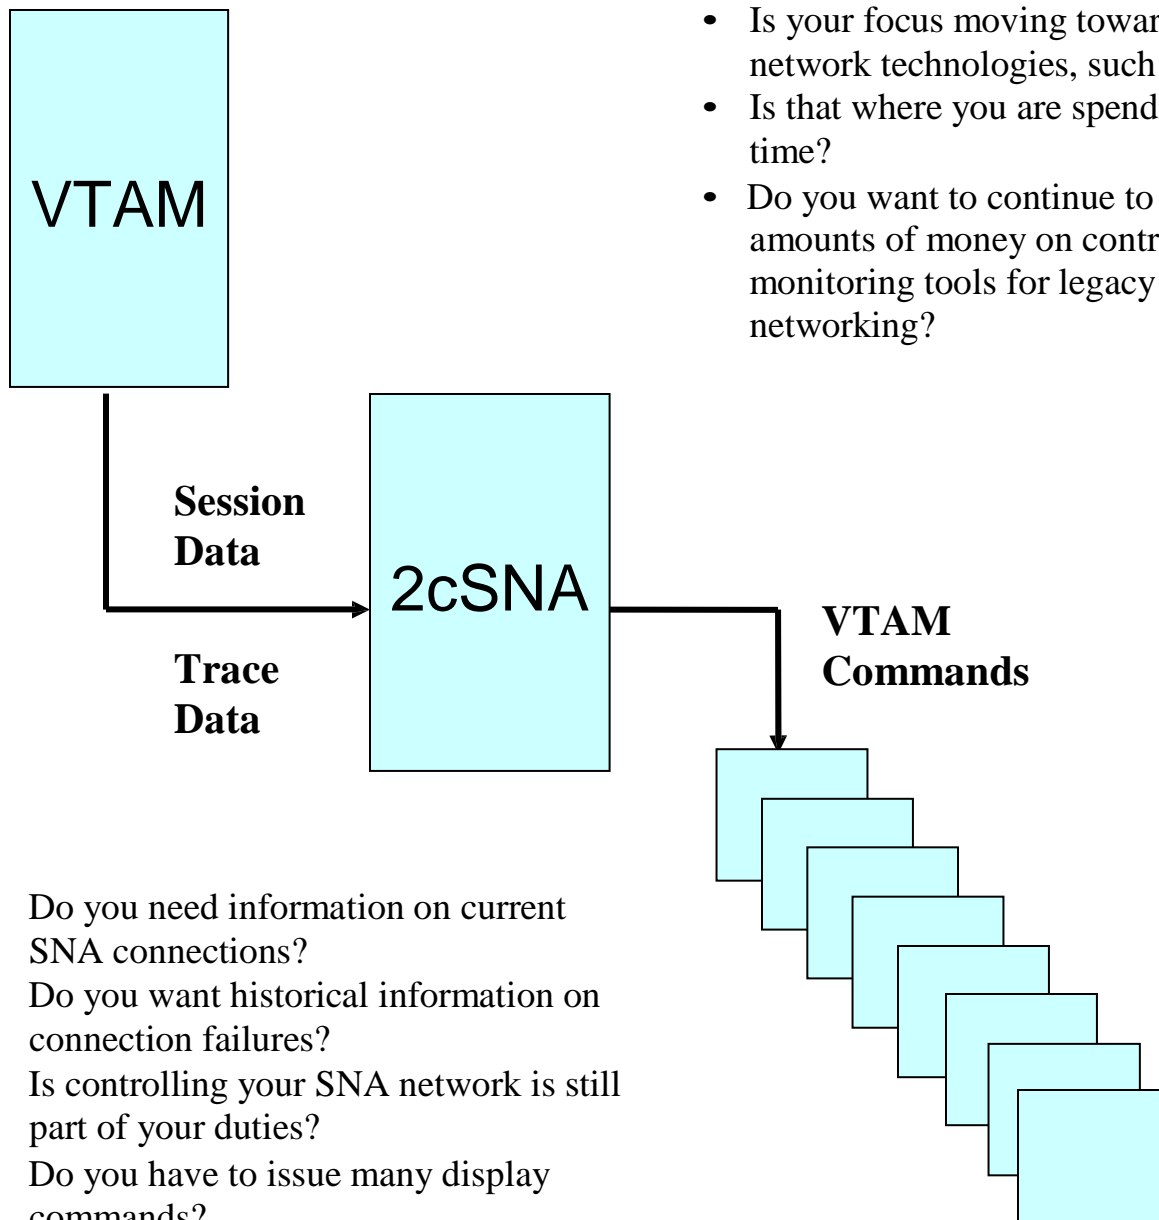 • Is your focus moving towar
network technologies, such
• Is that where you are spend
time?
• Do you want to continue to
amounts of money on contr
monitoring tools for legacy
networking?
VTAM
Session
Data
2cSNA
Trace
Data
VTAM
Commands
Do you need information on current
SNA connections?
Do you want historical information on
connection failures?
Is controlling your SNA network is still
part of your duties?
Do you have to issue many display
commands?